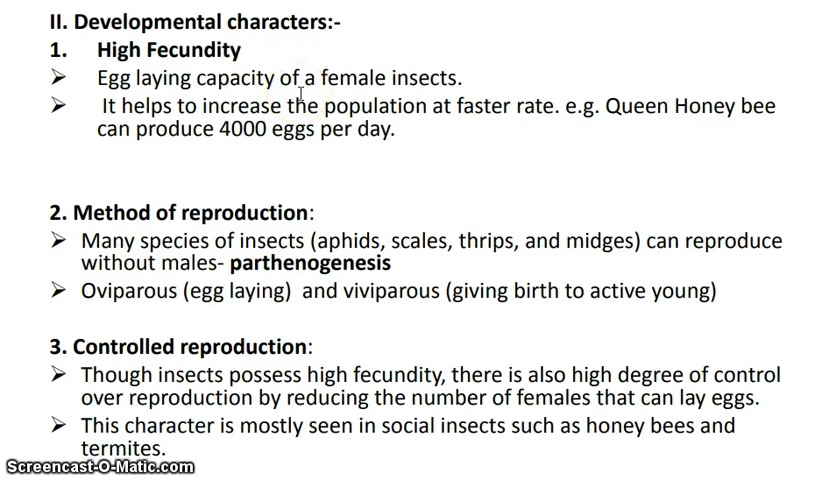 II. Developmental characters:-
1. High Fecundity
➢ Egg laying capacity of a female insects.
➢ It helps to increase the population at faster rate. e.g. Queen Honey bee
can produce 4000 eggs per day.
2. Method of reproduction:
➢ Many species of insects (aphids, scales, thrips, and midges) can reproduce
without males- parthenogenesis
➢ Oviparous (egg laying) and viviparous (giving birth to active young)
3. Controlled reproduction:
➢ Though insects possess high fecundity, there is also high degree of control
over reproduction by reducing the number of females that can lay eggs.
➢ This character is mostly seen in social insects such as honey bees and
termites.
Screencast-O-Matic.com